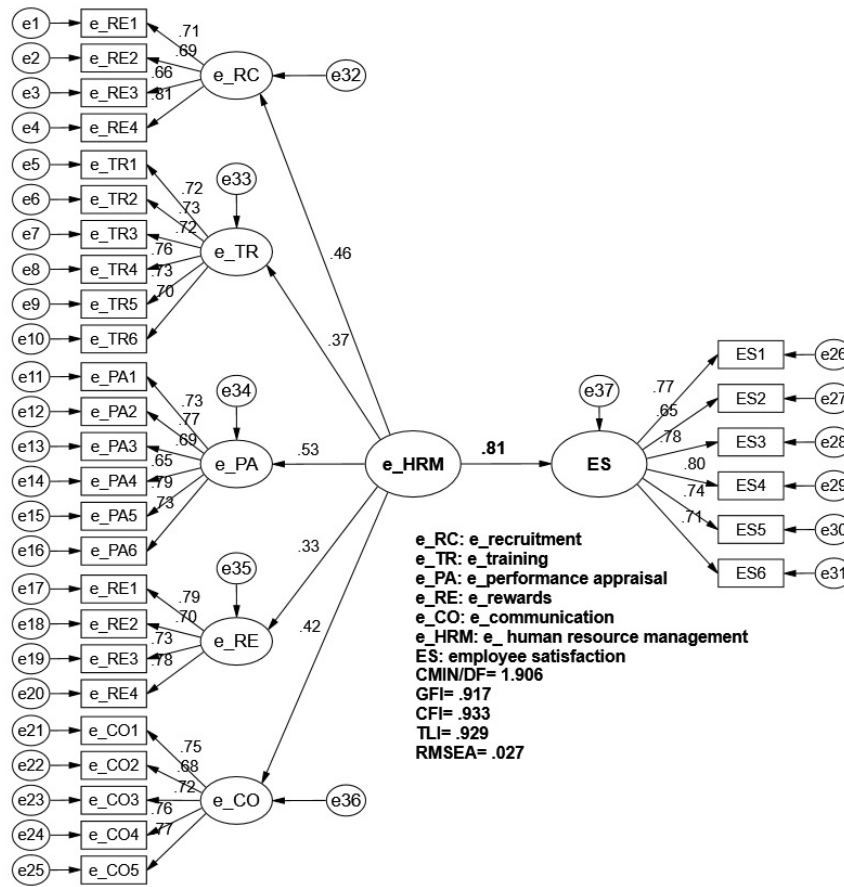 e1 e_RE1
.71
e2 e_RE2
.69
e_RC
e32
e3 e_RE3
.66
.81
e4 e_RE4
e5 e_TR1
.72
e33
e6 e_TR2
.73
e7 e_TR3
.72
e_TR
.46
e8 e_TR4
.76
.73
e9 e_TR5
.70
e10 e_TR6
.37
e11 e_PA1
.73
e34
e12 e_PA2
.77
e13 e_PA3
.69
e_PA
.53
e14 e_PA4
.65
.79
e15 e_PA5
.73
e16 e_PA6
e_HRM
.81
ES
e37
.77
ES1
e26
.65
ES2
e27
.78
ES3
e28
.80
ES4
e29
.74
ES5
e30
.71
ES6
e31
e17 e_RE1
.79
e35
.33
e18 e_RE2
.70
e_RE
e19 e_RE3
.73
.78
e20 e_RE4
.42
e21 e_CO1
.75
e22 e_CO2
.68
e23 e_CO3
.72
e_CO
e36
e24 e_CO4
.76
.77
e25 e_CO5
e_RC: e_recruitment
e_TR: e_training
e_PA: e_performance appraisal
e_RE: e_rewards
e_CO: e_communication
e_HRM: e_ human resource management
ES: employee satisfaction
CMIN/DF= 1.906
GFI= .917
CFI= .933
TLI= .929
RMSEA= .027